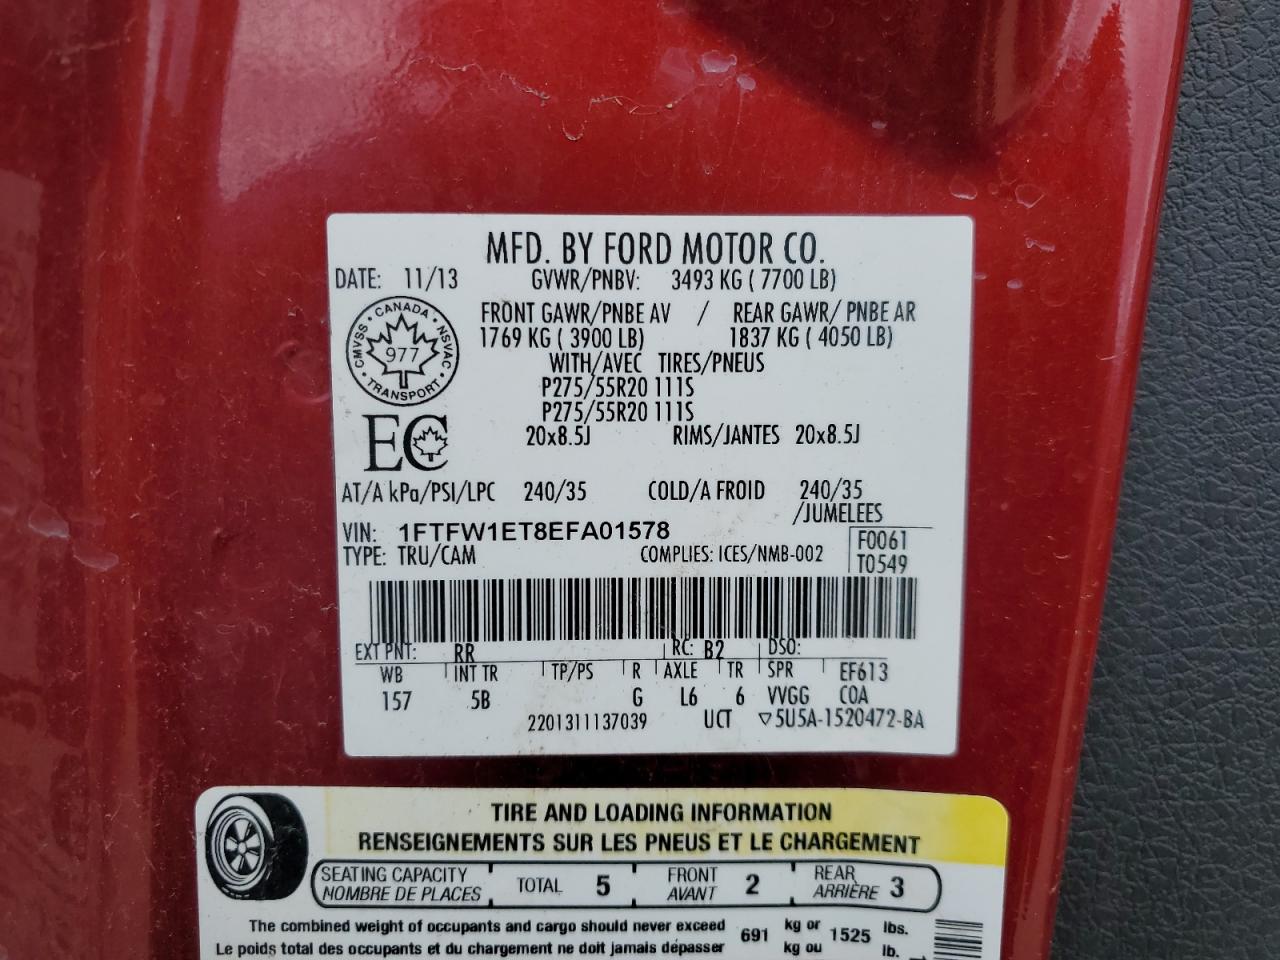 MFD. BY FORD MOTOR CO.
DATE: 11/13 GVWR/PNBV: 3493 KG ( 7700 LB)
FRONT GAWR/PNBE AV / REAR GAWR/ PNBE AR
1769 KG ( 3900 LB) 1837 KG ( 4050 LB)
WITH/AVEC TIRES/PNEUS
P275/55R20 111S
P275/55R20 111S
20x8.5J RIMS/JANTES 20x8.5J
CANADA
CMVSS 977 NSVAC
TRANSPORT
EC
AT/A kPa/PSI/LPC 240/35 COLD/A FROID 240/35
/JUMELEES
VIN: 1FTFW1ET8EFA01578
F0061
TYPE: TRU/CAM COMPLIES: ICES/NMB-002 T0549
EXT PNT: RR RC: B2 DSO:
WB INT TR TP/PS R AXLE TR SPR EF613
157 5B G L6 6 VVGG COA
2201311137039 UCT ▽5U5A-1520472-BA
TIRE AND LOADING INFORMATION
RENSEIGNEMENTS SUR LES PNEUS ET LE CHARGEMENT
SEATING CAPACITY
NOMBRE DE PLACES
TOTAL 5
FRONT
AVANT 2
REAR
ARRIÈRE 3
The combined weight of occupants and cargo should never exceed 691 kg or 1525 lbs.
Le poids total des occupants et du chargement ne doit jamais dépasser kg ou lb.